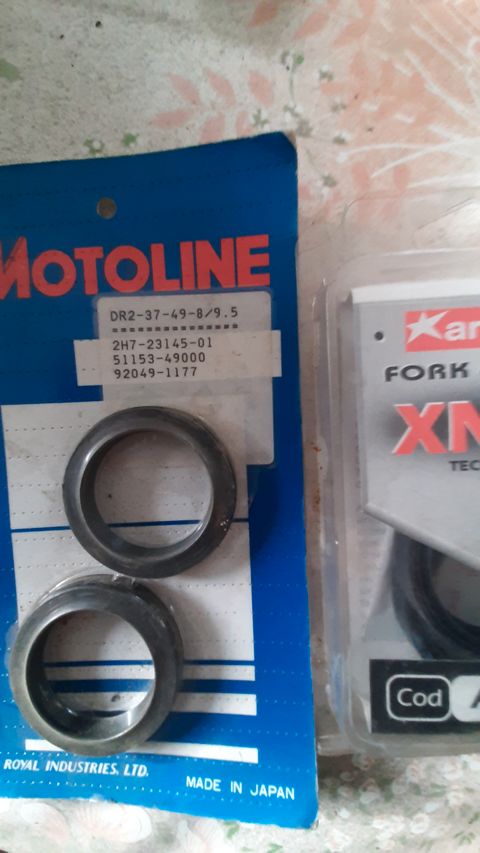 MOTOLINE
DR2-37-49-8/9.5
2H7-23145-01
51153-49000
92049-1177
ROYAL INDUSTRIES, LTD.
MADE IN JAPAN
FORK
Cod